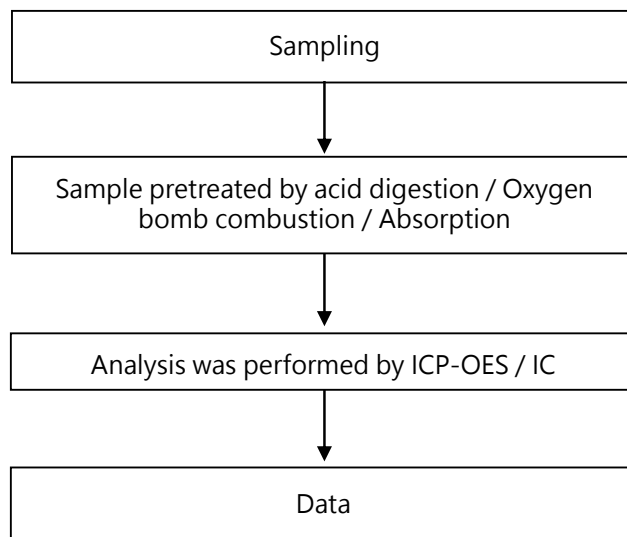 Sampling
Sample pretreated by acid digestion / Oxygen
bomb combustion / Absorption
Analysis was performed by ICP-OES / IC
Data